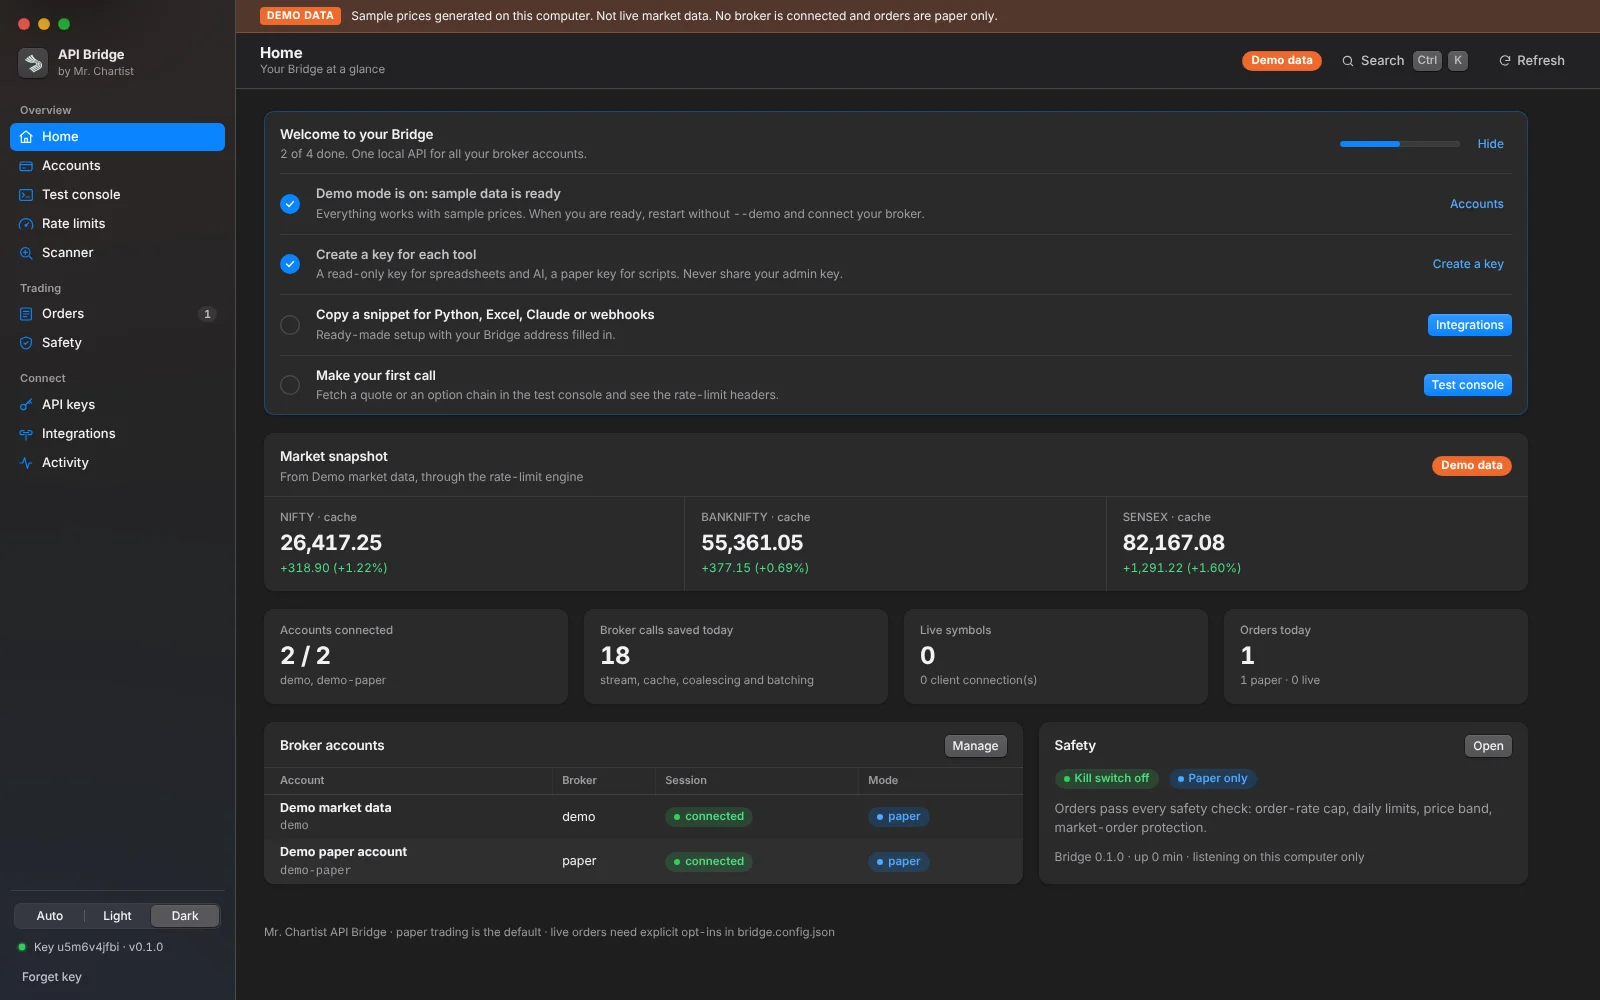 DEMO DATA Sample prices generated on this computer. Not live market data. No broker is connected and orders are paper only.
API Bridge
by Mr. Chartist
Overview
Home
Accounts
Test console
Rate limits
Scanner
Trading
Orders 1
Safety
Connect
API keys
Integrations
Activity
Auto Light Dark
Key u5m6v4jfbi · v0.1.0
Forget key
Home
Your Bridge at a glance
Demo data Search Ctrl K Refresh
Welcome to your Bridge
2 of 4 done. One local API for all your broker accounts.
Hide
Demo mode is on: sample data is ready
Everything works with sample prices. When you are ready, restart without --demo and connect your broker.
Accounts
Create a key for each tool
A read-only key for spreadsheets and AI, a paper key for scripts. Never share your admin key.
Create a key
Copy a snippet for Python, Excel, Claude or webhooks
Ready-made setup with your Bridge address filled in.
Integrations
Make your first call
Fetch a quote or an option chain in the test console and see the rate-limit headers.
Test console
Market snapshot
From Demo market data, through the rate-limit engine
Demo data
NIFTY · cache
26,417.25
+318.90 (+1.22%)
BANKNIFTY · cache
55,361.05
+377.15 (+0.69%)
SENSEX · cache
82,167.08
+1,291.22 (+1.60%)
Accounts connected
2 / 2
demo, demo-paper
Broker calls saved today
18
stream, cache, coalescing and batching
Live symbols
0
0 client connection(s)
Orders today
1
1 paper · 0 live
Broker accounts
Manage
Account Broker Session Mode
Demo market data
demo
demo connected paper
Demo paper account
demo-paper
paper connected paper
Safety
Open
Kill switch off Paper only
Orders pass every safety check: order-rate cap, daily limits, price band,
market-order protection.
Bridge 0.1.0 · up 0 min · listening on this computer only
Mr. Chartist API Bridge · paper trading is the default · live orders need explicit opt-ins in bridge.config.json